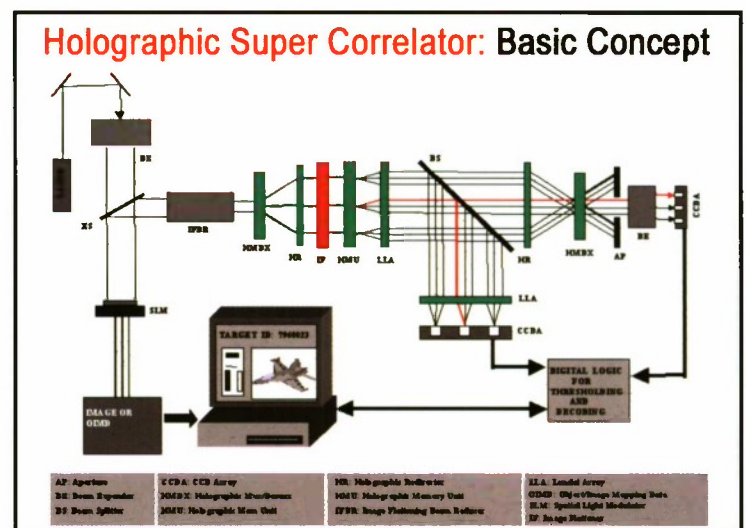 Holographic Super Correlator: Basic Concept
BE
BS
IFBR
HMDX
HR
IF
HMU
LLA
BS
HR
HMDX
AP
BE
CCDA
SLM
LLA
CCDA
TARGET ID: 7960023
IMAGE OR
OIMD
DIGITAL LOGIC
FOR
THRESHOLDING
AND
DECODING
AP: Aperture
BE: Beam Expander
BS: Beam Splitter
CCDA: CCD Array
HMDX: Holographic Mux/Demux
HMU: Holographic Mem Unit
HR: Holographic Redirector
HMU: Holographic Memory Unit
IFBR: Image Flattening Beam Reducer
LLA: Lenslet Array
OIMD: Object/Image Mapping Data
SLM: Spatial Light Modulator
IF: Image Flattener